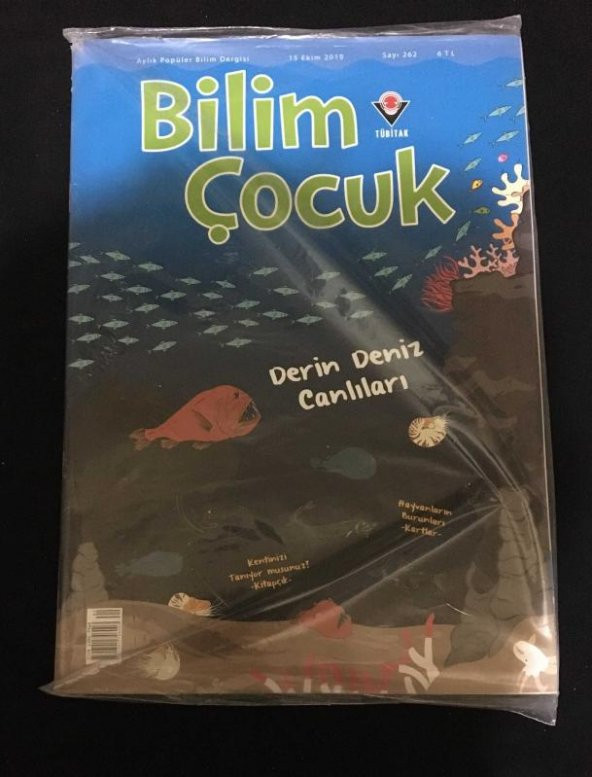 Aylık Popüler Bilim Dergisi 15 Ekim 2019 Sayı 262 6 TL
Bilim
Çocuk
TÜBİTAK
Derin Deniz
Canlıları
Hayvanların
Burunları
-Kartlar-
Kentinizi
Tanıyor musunuz?
-Kitapçık-